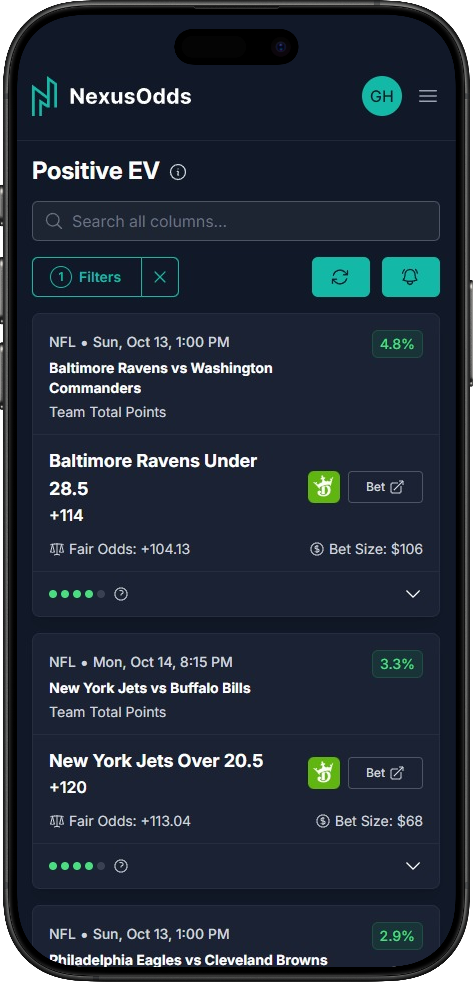 NexusOdds
GH
Positive EV
Search all columns...
1 Filters
NFL • Sun, Oct 13, 1:00 PM
4.8%
Baltimore Ravens vs Washington
Commanders
Team Total Points
Baltimore Ravens Under
28.5
+114
Bet
Fair Odds: +104.13
Bet Size: $106
NFL • Mon, Oct 14, 8:15 PM
3.3%
New York Jets vs Buffalo Bills
Team Total Points
New York Jets Over 20.5
+120
Bet
Fair Odds: +113.04
Bet Size: $68
NFL • Sun, Oct 13, 1:00 PM
2.9%
Philadelphia Eagles vs Cleveland Browns